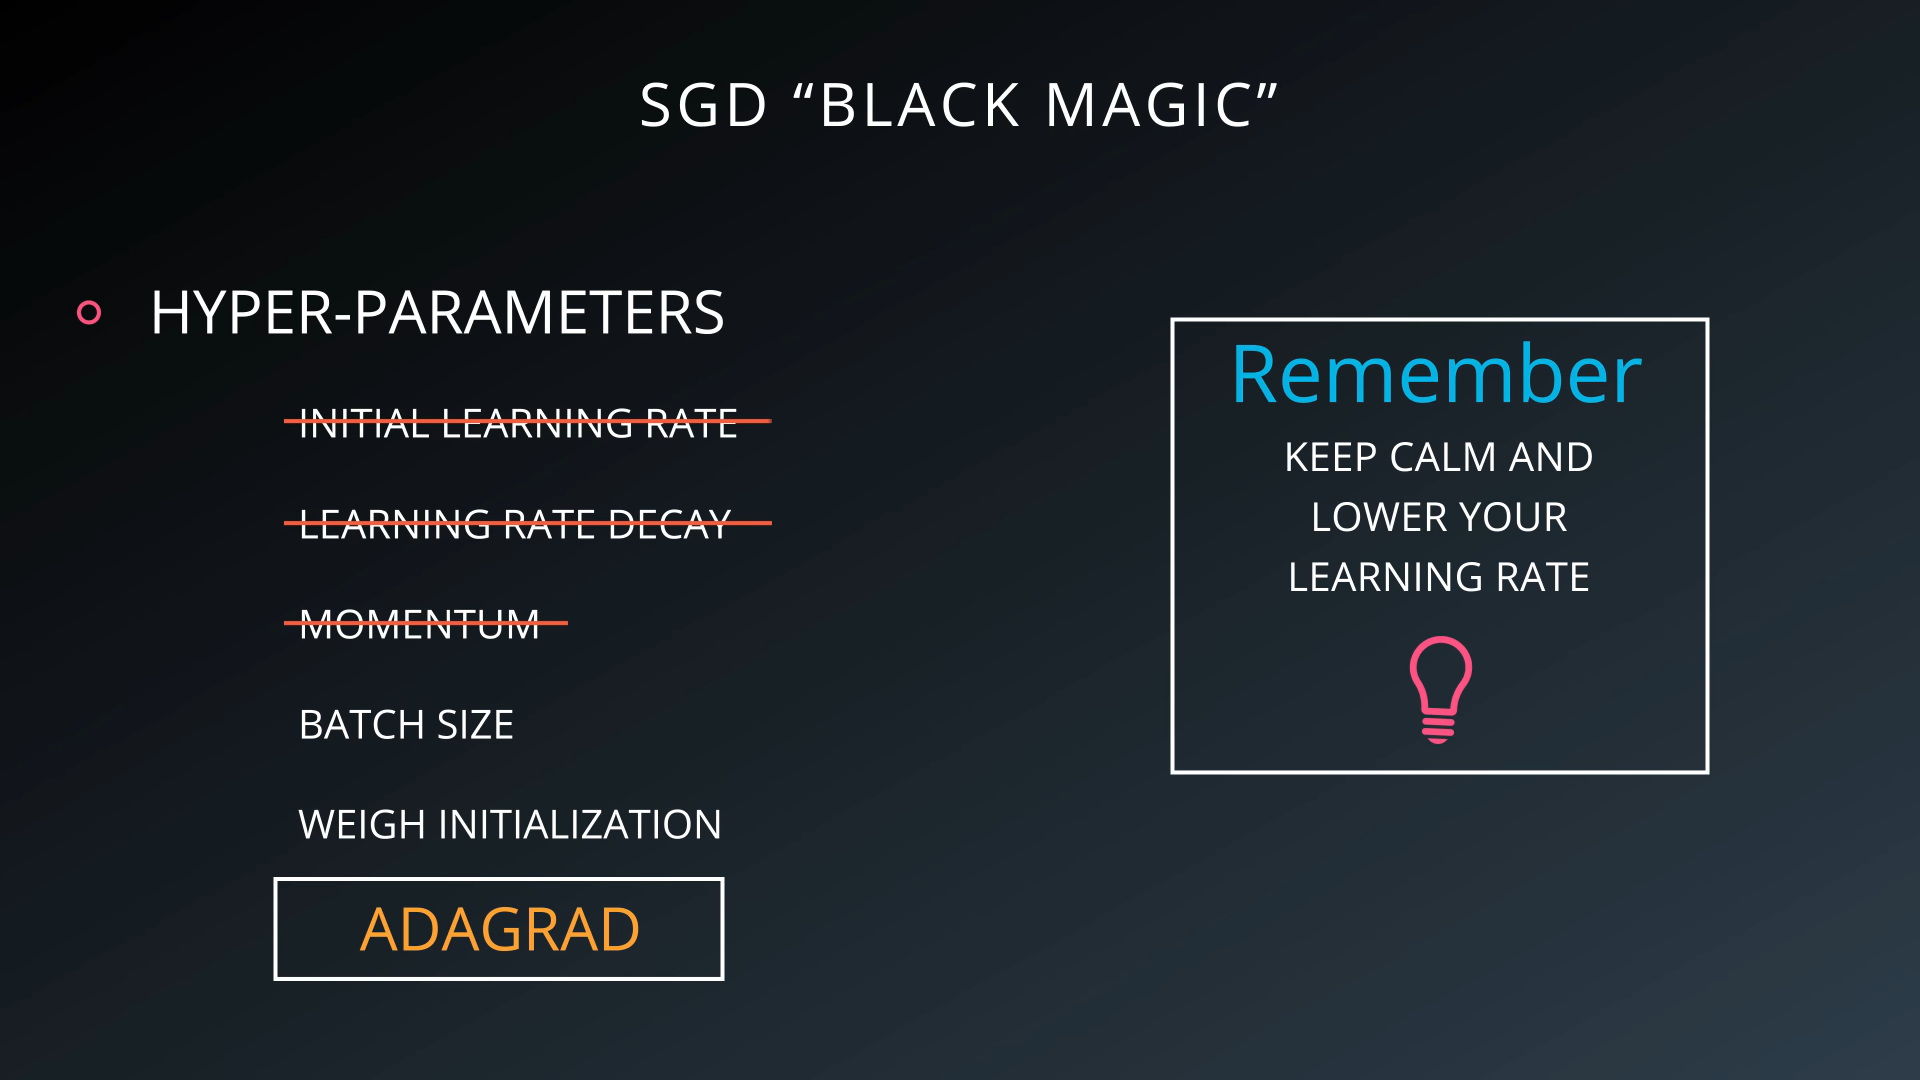 SGD “BLACK MAGIC”
HYPER-PARAMETERS
INITIAL LEARNING RATE
LEARNING RATE DECAY
MOMENTUM
BATCH SIZE
WEIGH INITIALIZATION
ADAGRAD
Remember
KEEP CALM AND
LOWER YOUR
LEARNING RATE